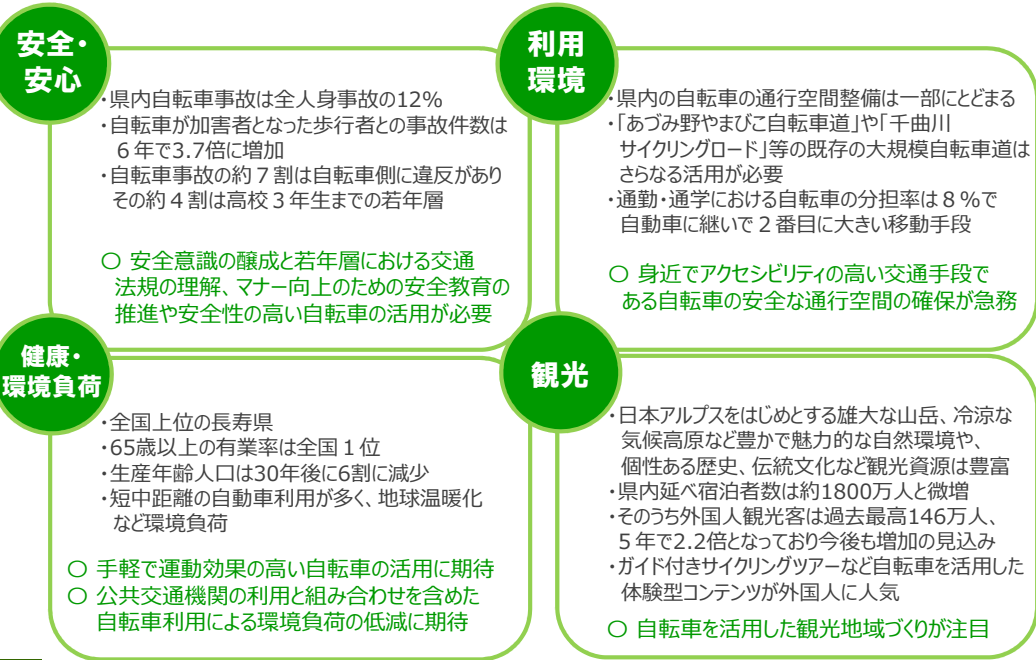 安全・
安心
・県内自転車事故は全人身事故の12%
・自転車が加害者となった歩行者との事故件数は
６年で3.7倍に増加
・自転車事故の約７割は自転車側に違反があり
その約４割は高校３年生までの若年層
〇 安全意識の醸成と若年層における交通
法規の理解、マナー向上のための安全教育の
推進や安全性の高い自転車の活用が必要
利用
環境
・県内の自転車の通行空間整備は一部にとどまる
・「あづみ野やまびこ自転車道」や「千曲川
サイクリングロード」等の既存の大規模自転車道は
さらなる活用が必要
・通勤・通学における自転車の分担率は８％で
自動車に継いで２番目に大きい移動手段
〇 身近でアクセシビリティの高い交通手段で
ある自転車の安全な通行空間の確保が急務
健康・
環境負荷
・全国上位の長寿県
・65歳以上の有業率は全国１位
・生産年齢人口は30年後に6割に減少
・短中距離の自動車利用が多く、地球温暖化
など環境負荷
〇 手軽で運動効果の高い自転車の活用に期待
〇 公共交通機関の利用と組み合わせを含めた
自転車利用による環境負荷の低減に期待
観光
・日本アルプスをはじめとする雄大な山岳、冷涼な
気候高原など豊かで魅力的な自然環境や、
個性ある歴史、伝統文化など観光資源は豊富
・県内延べ宿泊者数は約1800万人と微増
・そのうち外国人観光客は過去最高146万人、
５年で2.2倍となっており今後も増加の見込み
・ガイド付きサイクリングツアーなど自転車を活用した
体験型コンテンツが外国人に人気
〇 自転車を活用した観光地域づくりが注目